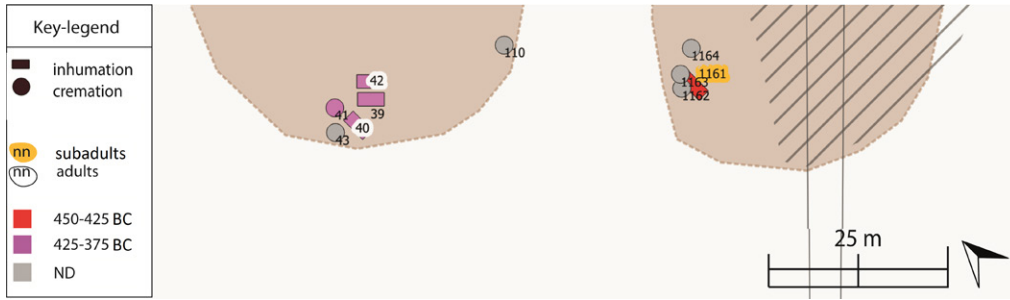 Key-legend
inhumation
cremation
nn subadults
nn adults
450-425 BC
425-375 BC
ND
110
42
39
41
40
43
1164
1161
1163
1162
25 m